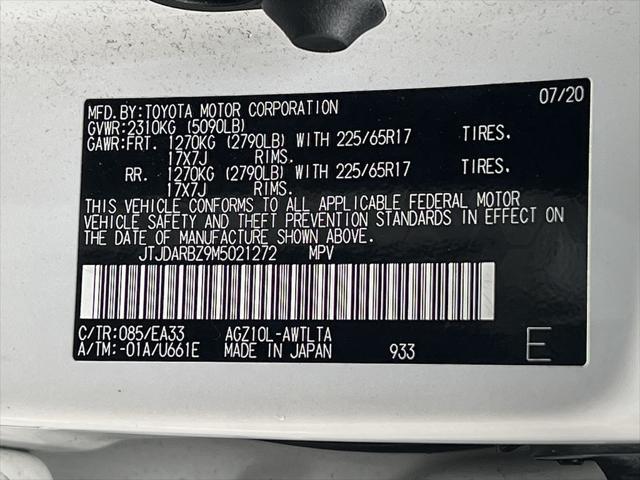 MFD. BY: TOYOTA MOTOR CORPORATION 07/20
GVWR: 2310KG (5090LB)
GAWR: FRT. 1270KG (2790LB) WITH 225/65R17 TIRES.
17X7J RIMS.
RR. 1270KG (2790LB) WITH 225/65R17 TIRES.
17X7J RIMS.
THIS VEHICLE CONFORMS TO ALL APPLICABLE FEDERAL MOTOR
VEHICLE SAFETY AND THEFT PREVENTION STANDARDS IN EFFECT ON
THE DATE OF MANUFACTURE SHOWN ABOVE.
JTJDARBZ9M5021272 MPV
C/TR: 085/EA33 AGZ10L-AWTLTA
A/TM: -01A/U661E MADE IN JAPAN 933 E